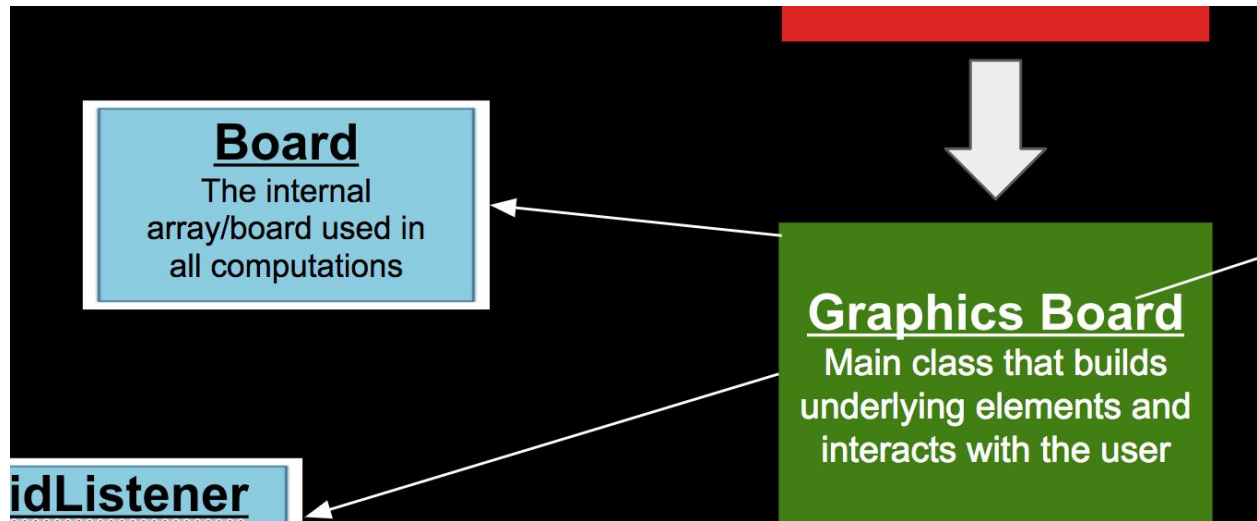 Board
The internal
array/board used in
all computations
Graphics Board
Main class that builds
underlying elements and
interacts with the user
idListener